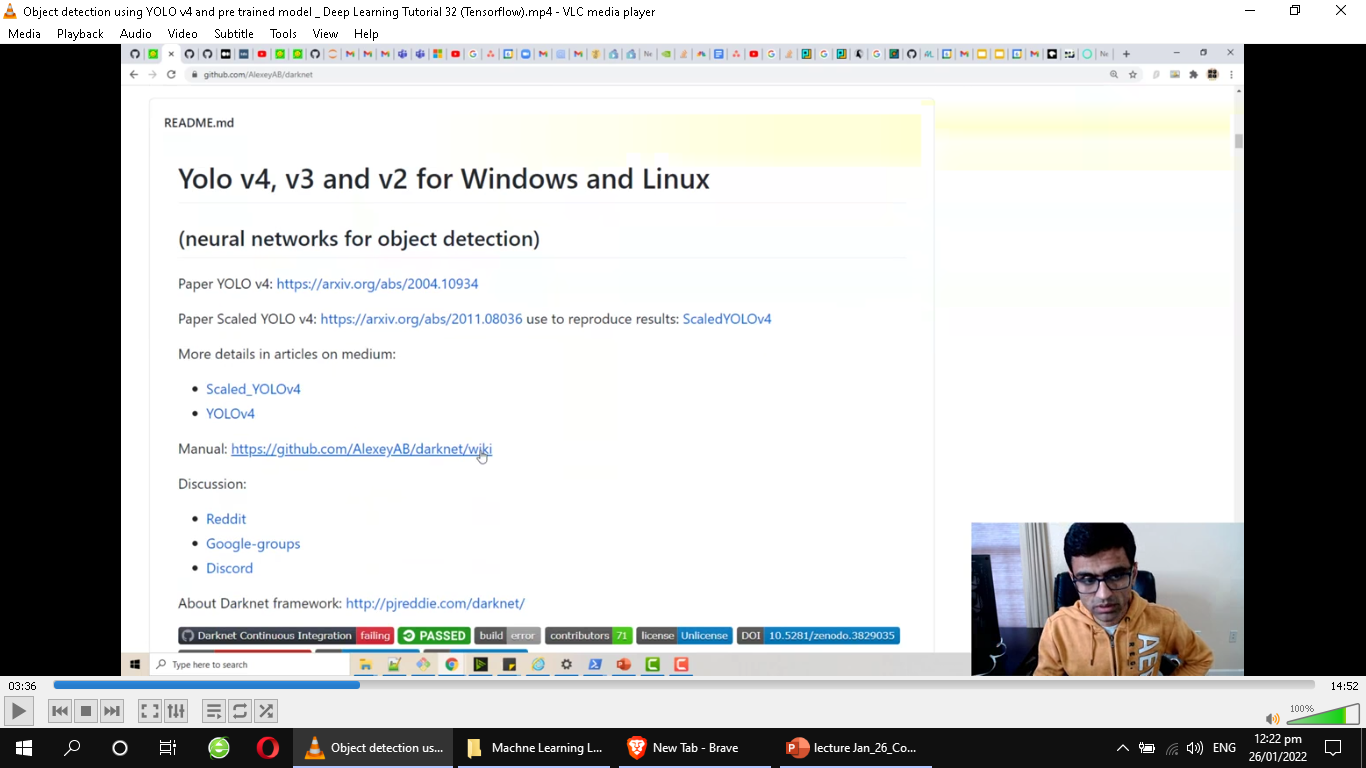 Object detection using YOLO v4 and pre trained model _ Deep Learning Tutorial 32 (Tensorflow).mp4 - VLC media player
Media Playback Audio Video Subtitle Tools View Help
github.com/AlexeyAB/darknet
README.md
Yolo v4, v3 and v2 for Windows and Linux
(neural networks for object detection)
Paper YOLO v4: https://arxiv.org/abs/2004.10934
Paper Scaled YOLO v4: https://arxiv.org/abs/2011.08036 use to reproduce results: ScaledYOLOv4
More details in articles on medium:
Scaled_YOLOv4
YOLOv4
Manual: https://github.com/AlexeyAB/darknet/wiki
Discussion:
Reddit
Google-groups
Discord
About Darknet framework: http://pjreddie.com/darknet/
Darknet Continuous Integration failing PASSED build error contributors 71 license Unlicense DOI 10.5281/zenodo.3829035
Type here to search
03:36 14:52
100%
Object detection us... Machne Learning L... New Tab - Brave lecture Jan_26_Co... ENG 12:22 pm
26/01/2022